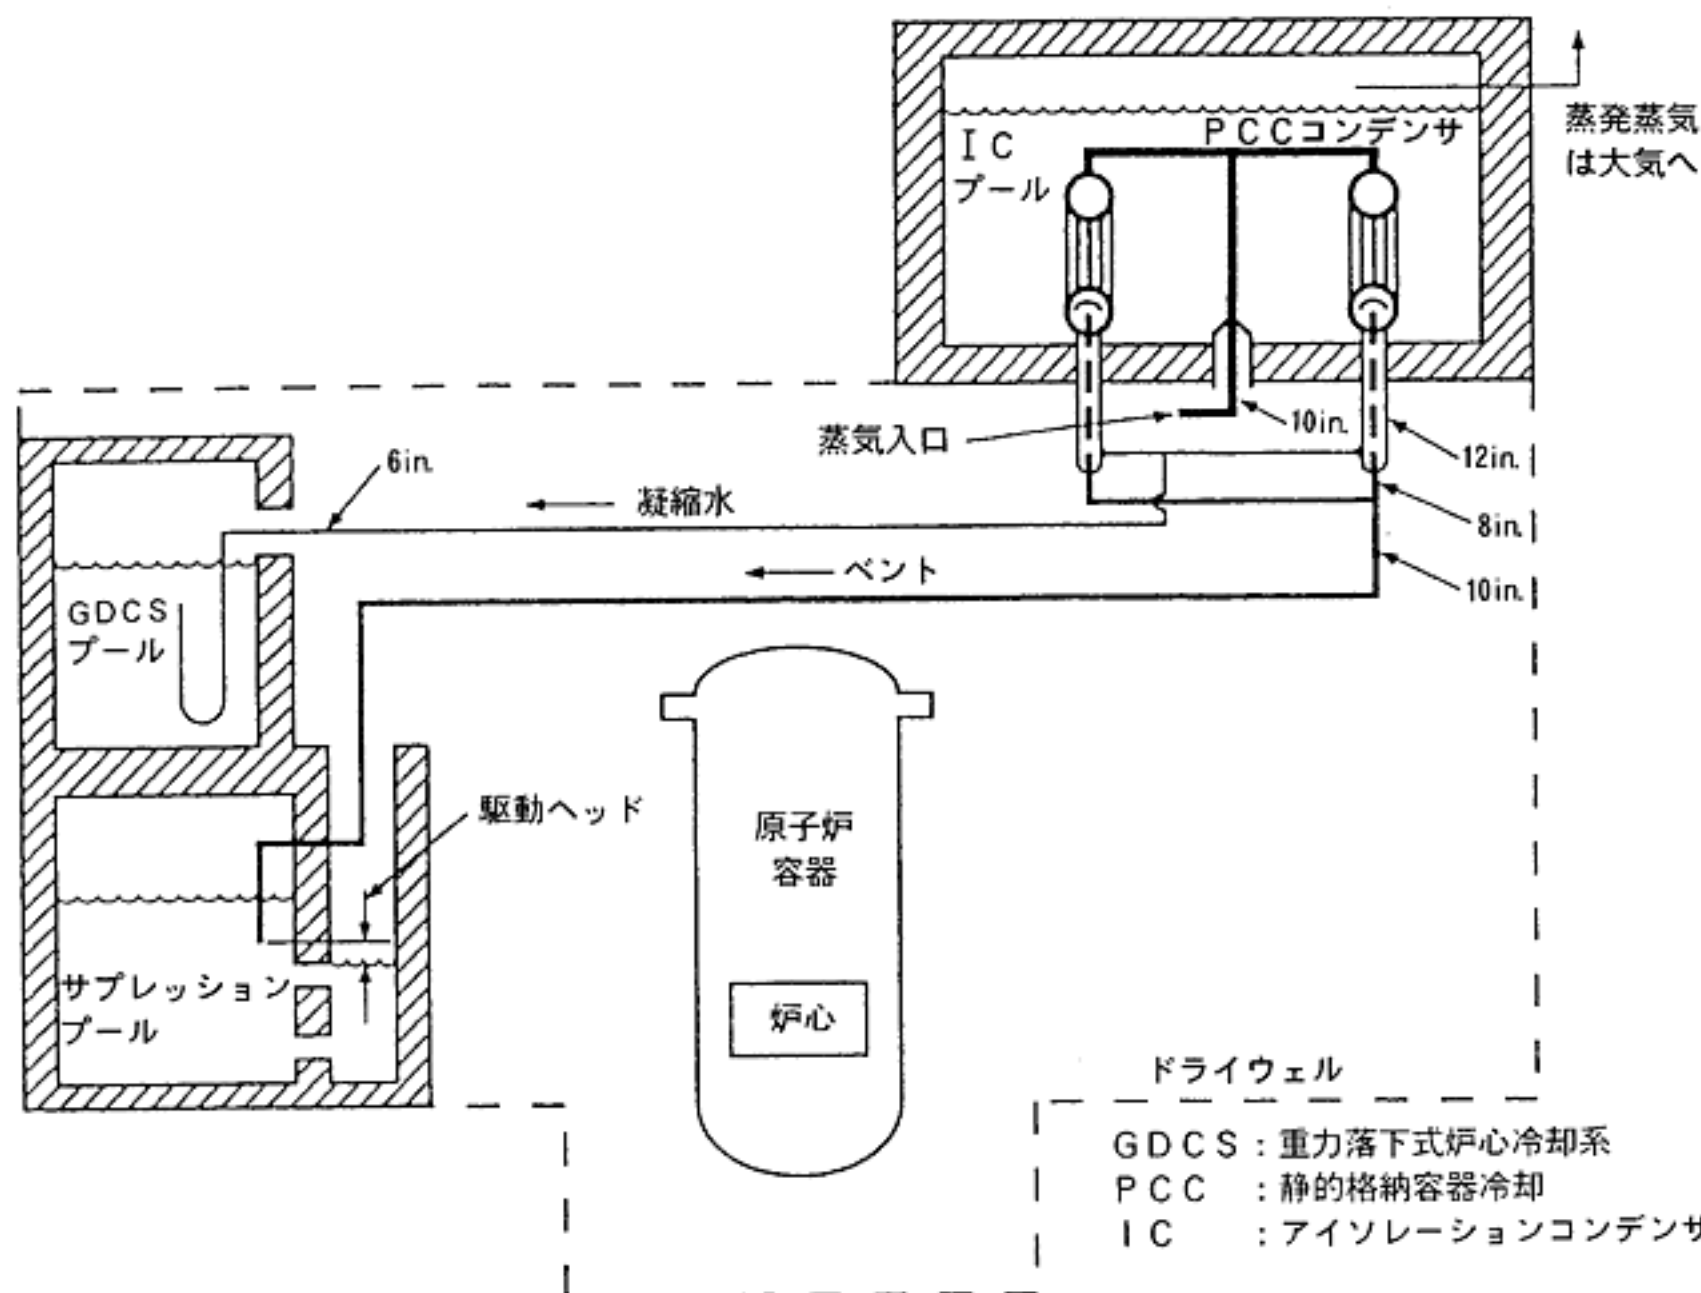 蒸発蒸気
は大気へ
PCCコンデンサ
IC
プール
10in.
蒸気入口
12in.
6in.
凝縮水
8in.
ベント
10in.
GDCS
プール
駆動ヘッド
原子炉
容器
サプレッション
プール
炉心
ドライウェル
GDCS:重力落下式炉心冷却系
PCC:静的格納容器冷却
IC:アイソレーションコンデンサ